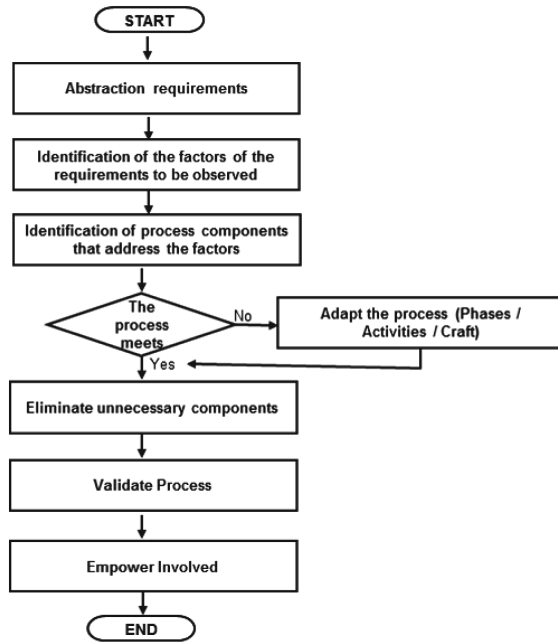 START
Abstraction requirements
Identification of the factors of the
requirements to be observed
Identification of process components
that address the factors
The
process
meets
No
Adapt the process (Phases /
Activities / Craft)
Yes
Eliminate unnecessary components
Validate Process
Empower Involved
END